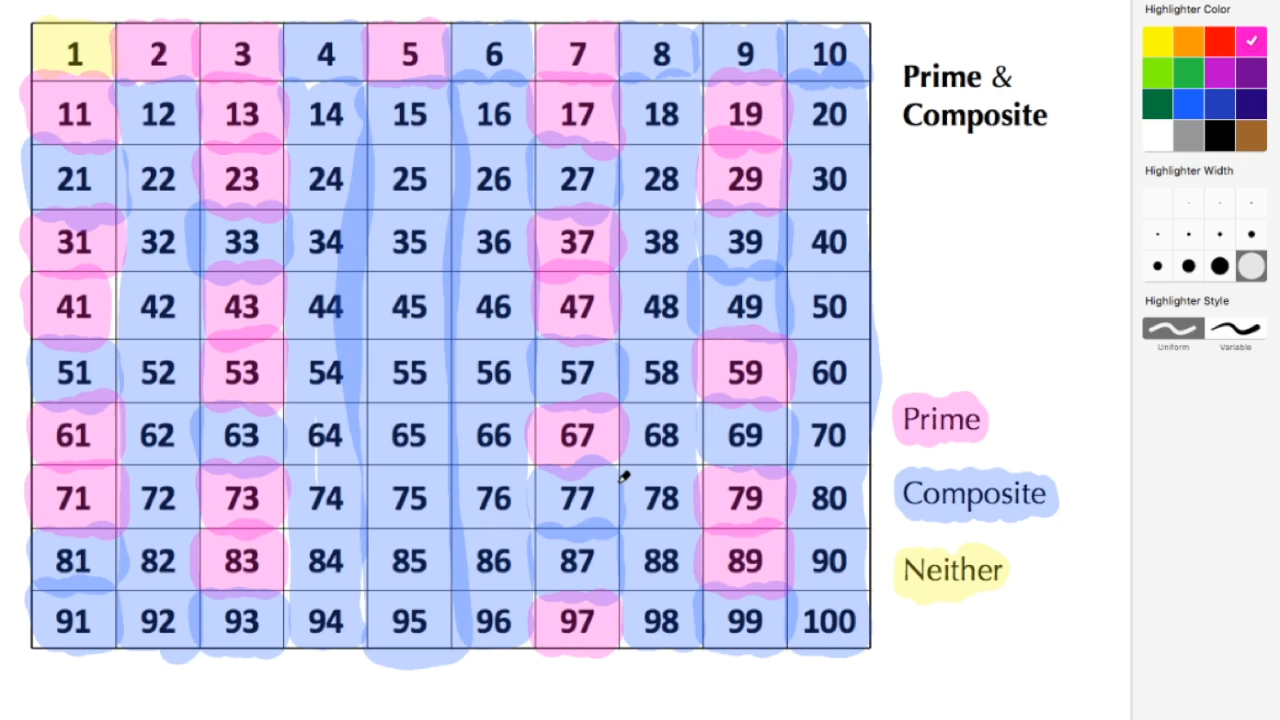 1 2 3 4 5 6 7 8 9 10
11 12 13 14 15 16 17 18 19 20
21 22 23 24 25 26 27 28 29 30
31 32 33 34 35 36 37 38 39 40
41 42 43 44 45 46 47 48 49 50
51 52 53 54 55 56 57 58 59 60
61 62 63 64 65 66 67 68 69 70
71 72 73 74 75 76 77 78 79 80
81 82 83 84 85 86 87 88 89 90
91 92 93 94 95 96 97 98 99 100
Prime &
Composite
Prime
Composite
Neither
Highlighter Color
Highlighter Width
Highlighter Style
Uniform Variable